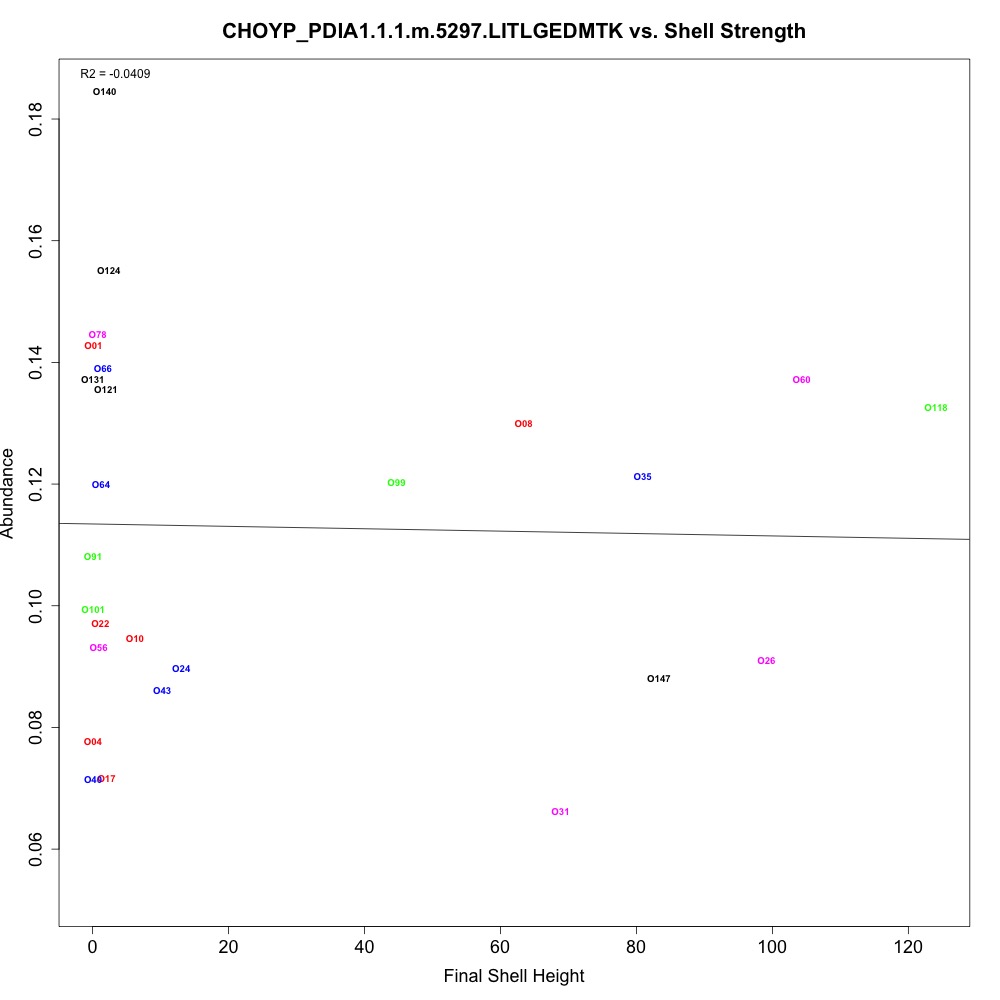 CHOYP_PDIA1.1.1.m.5297.LITLGEDMTK vs. Shell Strength
R2 = -0.0409
O140
0.18
0.16
O124
O78
O01
0.14
O66
O131
O60
O121
O118
O08
O35
O99
0.12
O64
Abundance
O91
0.10
O101
O22
O10
O56
O26
O24
O147
O43
0.08
O04
O17
O31
0.06
0 20 40 60 80 100 120
Final Shell Height